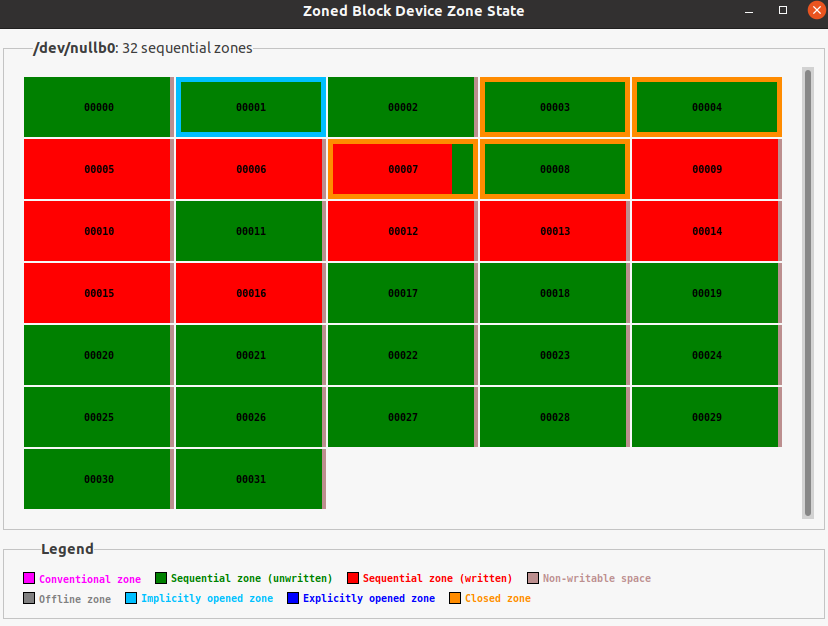 Zoned Block Device Zone State
/dev/nullb0: 32 sequential zones
00000 00001 00002 00003 00004
00005 00006 00007 00008 00009
00010 00011 00012 00013 00014
00015 00016 00017 00018 00019
00020 00021 00022 00023 00024
00025 00026 00027 00028 00029
00030 00031
Legend
Conventional zone Sequential zone (unwritten) Sequential zone (written) Non-writable space
Offline zone Implicitly opened zone Explicitly opened zone Closed zone